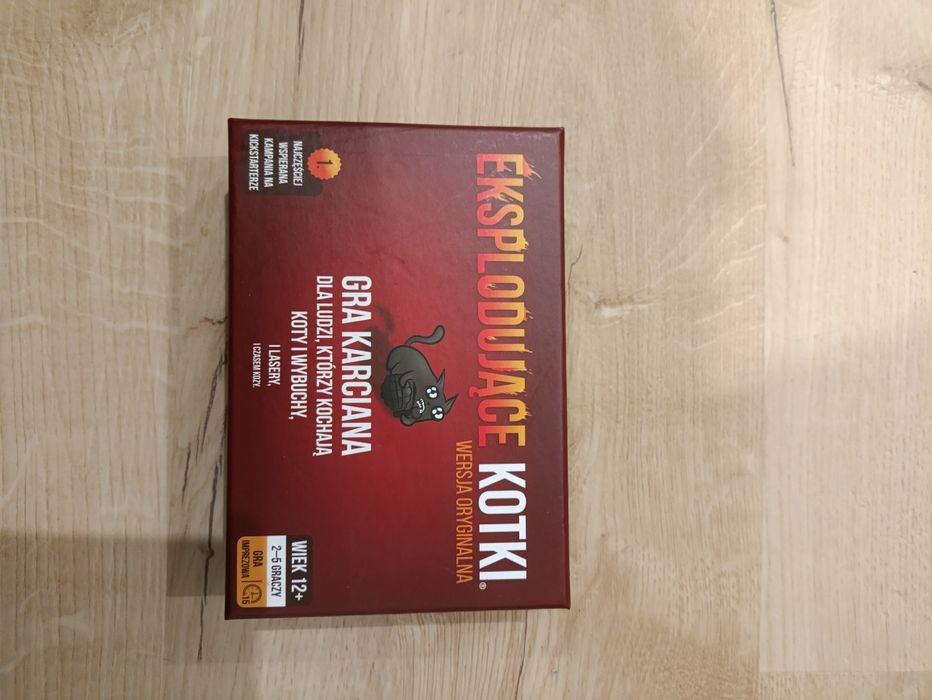 EKSPLODUJĄCE KOTKI®
WERSJA ORYGINALNA
GRA KARCIANA
DLA LUDZI, KTÓRZY KOCHAJĄ
KOTY I WYBUCHY,
I LASERY,
I CZASEM KOZY.
1.
NAJCZĘŚCIEJ
WSPIERANA
KAMPANIA NA
KICKSTARTERZE
WIEK 12+
2–5 GRACZY
GRA
IMPREZOWA
15